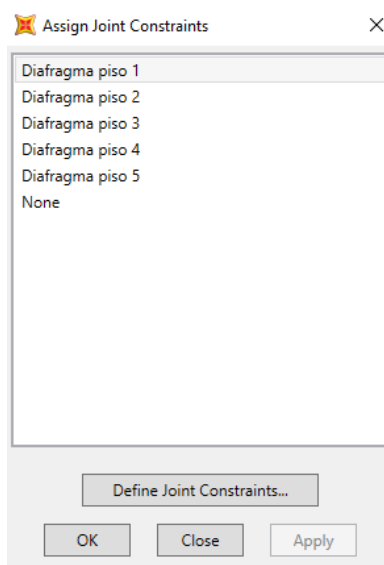 Assign Joint Constraints
Diafragma piso 1
Diafragma piso 2
Diafragma piso 3
Diafragma piso 4
Diafragma piso 5
None
Define Joint Constraints...
OK
Close
Apply